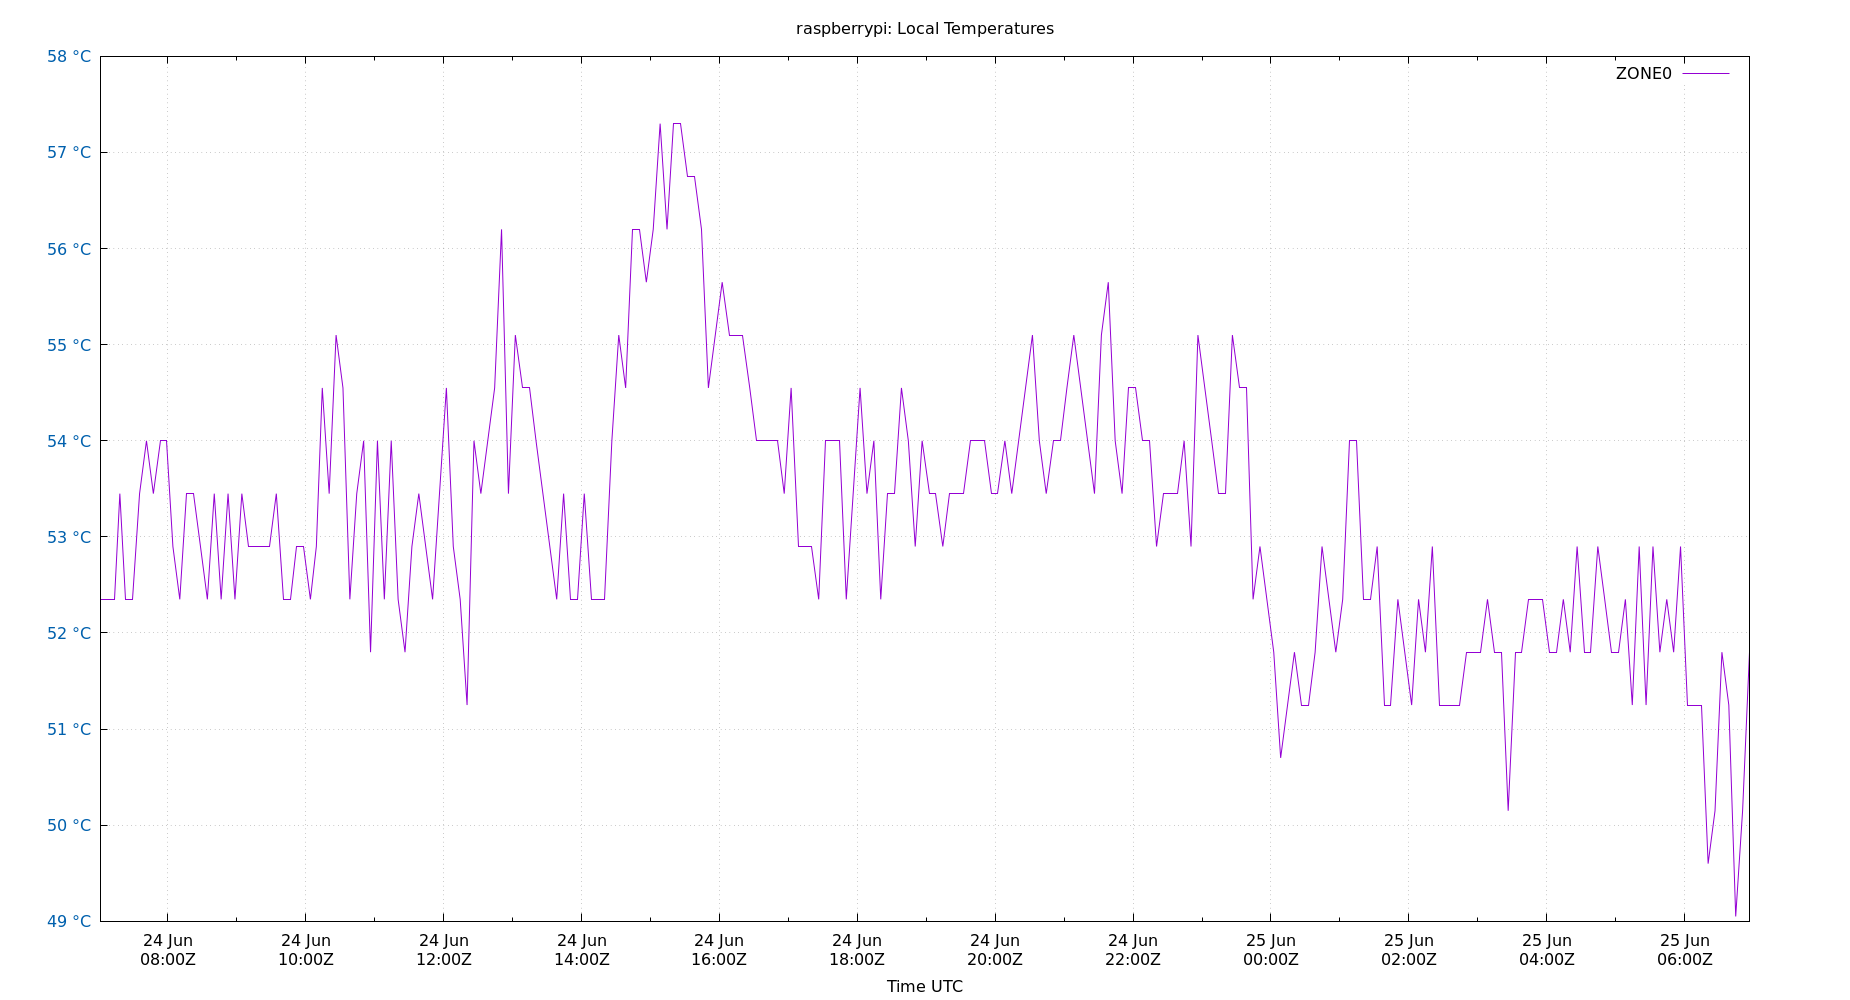 raspberrypi: Local Temperatures
58 °C
ZONE0
57 °C
56 °C
55 °C
54 °C
53 °C
52 °C
51 °C
50 °C
49 °C
24 Jun 24 Jun 24 Jun 24 Jun 24 Jun 24 Jun 24 Jun 24 Jun 25 Jun 25 Jun 25 Jun 25 Jun
08:00Z 10:00Z 12:00Z 14:00Z 16:00Z 18:00Z 20:00Z 22:00Z 00:00Z 02:00Z 04:00Z 06:00Z
Time UTC